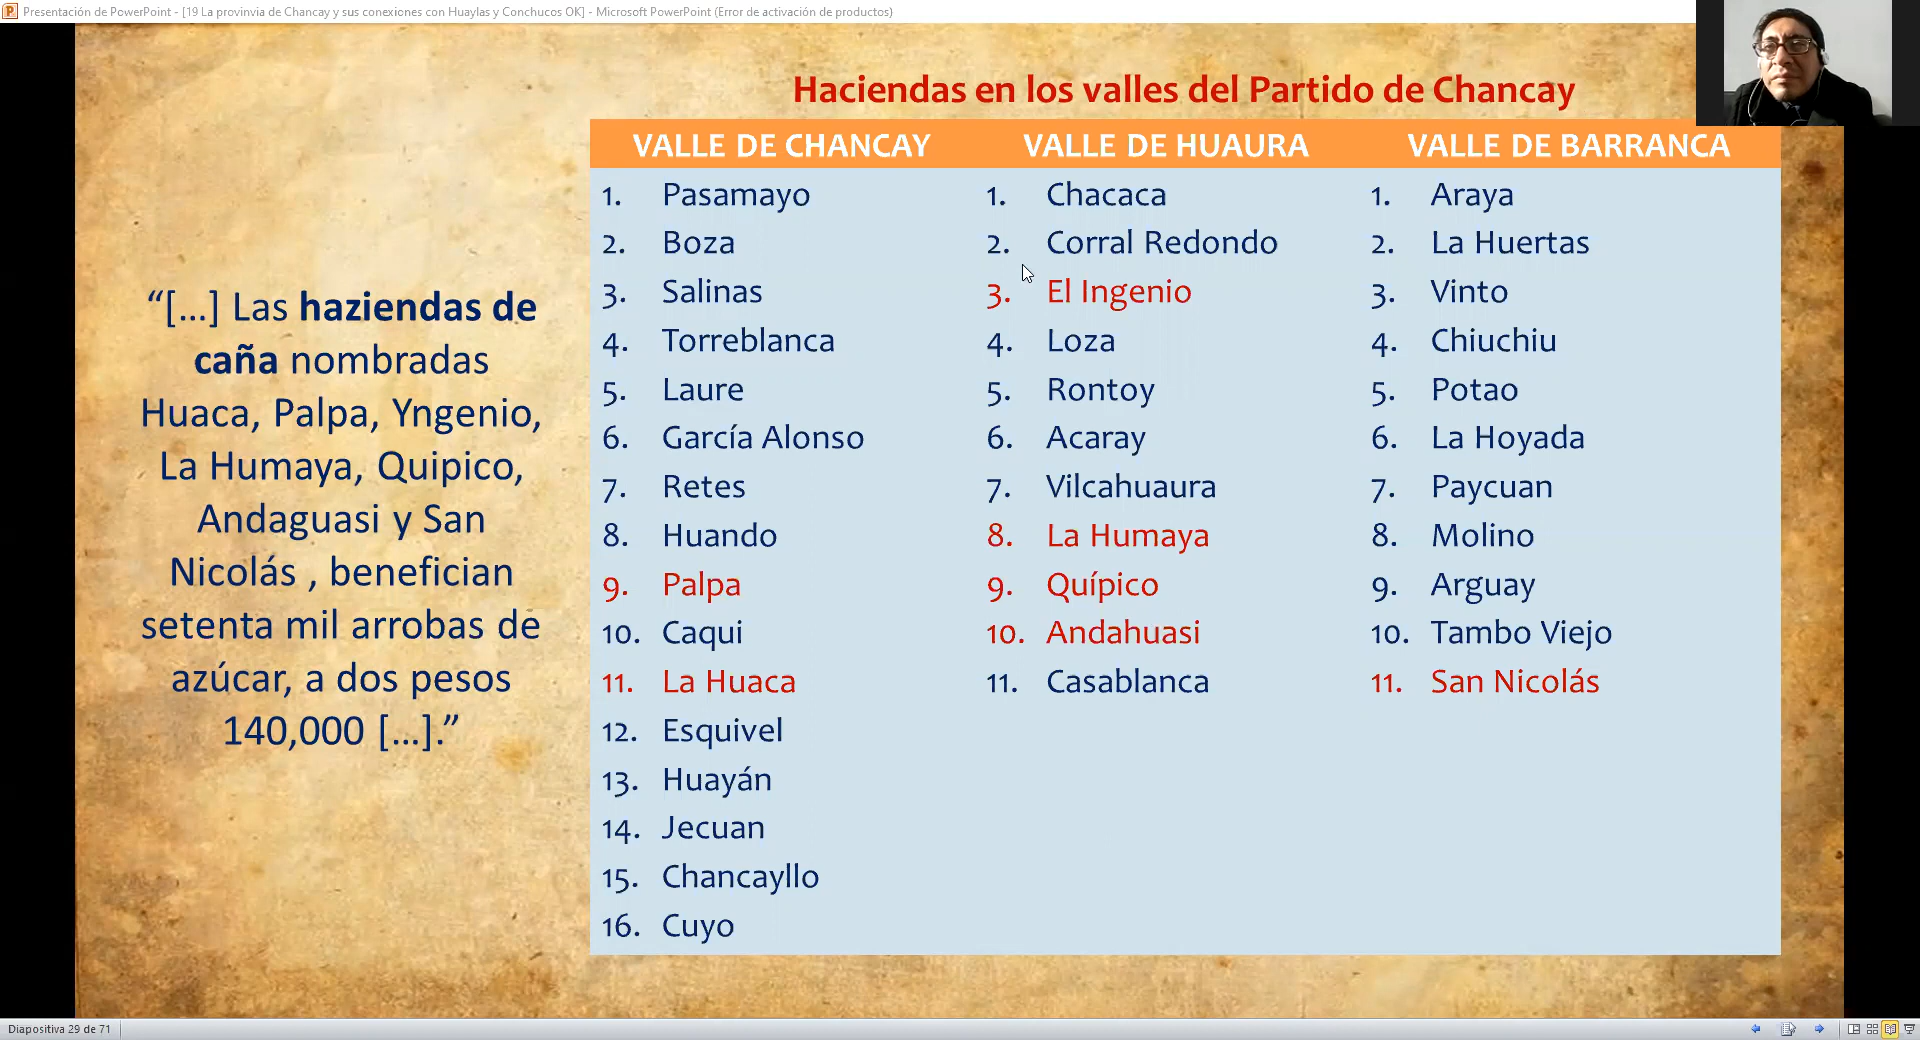 Presentación de PowerPoint - [19 La provinvia de Chancay y sus conexiones con Huaylas y Conchucos OK] - Microsoft PowerPoint (Error de activación de productos)
Haciendas en los valles del Partido de Chancay
“[...] Las haziendas de
caña nombradas
Huaca, Palpa, Yngenio,
La Humaya, Quipico,
Andaguasi y San
Nicolás , benefician
setenta mil arrobas de
azúcar, a dos pesos
140,000 [...].”
VALLE DE CHANCAY
1. Pasamayo
2. Boza
3. Salinas
4. Torreblanca
5. Laure
6. García Alonso
7. Retes
8. Huando
9. Palpa
10. Caqui
11. La Huaca
12. Esquivel
13. Huayán
14. Jecuan
15. Chancayllo
16. Cuyo
VALLE DE HUAURA
1. Chacaca
2. Corral Redondo
3. El Ingenio
4. Loza
5. Rontoy
6. Acaray
7. Vilcahuaura
8. La Humaya
9. Quípico
10. Andahuasi
11. Casablanca
VALLE DE BARRANCA
1. Araya
2. La Huertas
3. Vinto
4. Chiuchiu
5. Potao
6. La Hoyada
7. Paycuan
8. Molino
9. Arguay
10. Tambo Viejo
11. San Nicolás
Diapositiva 29 de 71